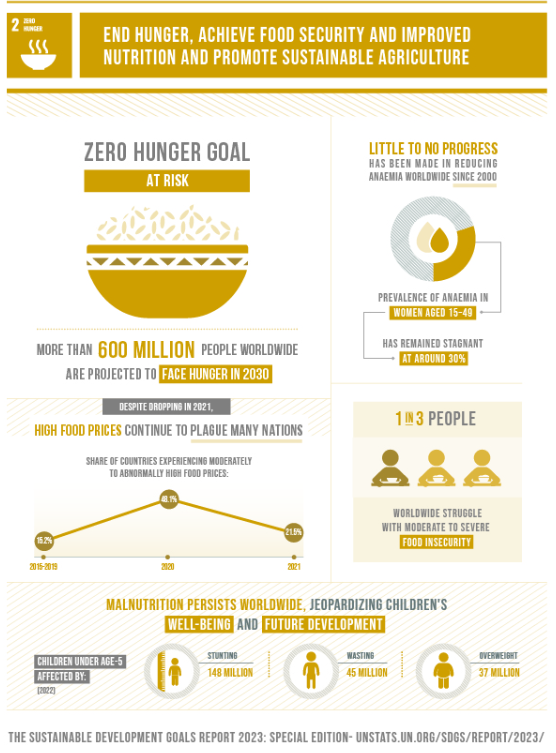 2 ZERO
HUNGER
END HUNGER, ACHIEVE FOOD SECURITY AND IMPROVED
NUTRITION AND PROMOTE SUSTAINABLE AGRICULTURE
ZERO HUNGER GOAL
AT RISK
MORE THAN 600 MILLION PEOPLE WORLDWIDE
ARE PROJECTED TO FACE HUNGER IN 2030
LITTLE TO NO PROGRESS
HAS BEEN MADE IN REDUCING
ANAEMIA WORLDWIDE SINCE 2000
PREVALENCE OF ANAEMIA IN
WOMEN AGED 15-49
HAS REMAINED STAGNANT
AT AROUND 30%
DESPITE DROPPING IN 2021,
HIGH FOOD PRICES CONTINUE TO PLAGUE MANY NATIONS
SHARE OF COUNTRIES EXPERIENCING MODERATELY
TO ABNORMALLY HIGH FOOD PRICES:
15.2%
48.1%
21.5%
2015-2019
2020
2021
1 IN 3 PEOPLE
WORLDWIDE STRUGGLE
WITH MODERATE TO SEVERE
FOOD INSECURITY
MALNUTRITION PERSISTS WORLDWIDE, JEOPARDIZING CHILDREN'S
WELL-BEING AND FUTURE DEVELOPMENT
CHILDREN UNDER AGE-5
AFFECTED BY:
(2022)
STUNTING
148 MILLION
WASTING
45 MILLION
OVERWEIGHT
37 MILLION
THE SUSTAINABLE DEVELOPMENT GOALS REPORT 2023: SPECIAL EDITION- UNSTATS.UN.ORG/SDGS/REPORT/2023/